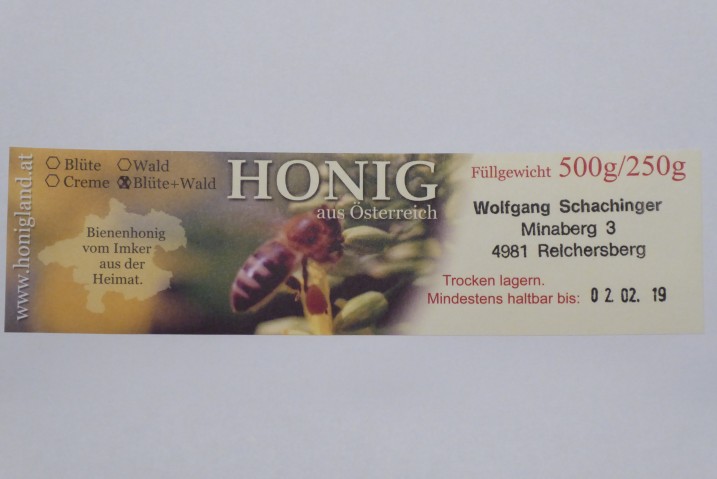 www.honigland.at
Blüte Wald
Creme Blüte+Wald
Bienenhonig
vom Imker
aus der
Heimat.
HONIG
aus Österreich
Füllgewicht 500g/250g
Wolfgang Schachinger
Minaberg 3
4981 Reichersberg
Trocken lagern.
Mindestens haltbar bis: 02. 02. 19